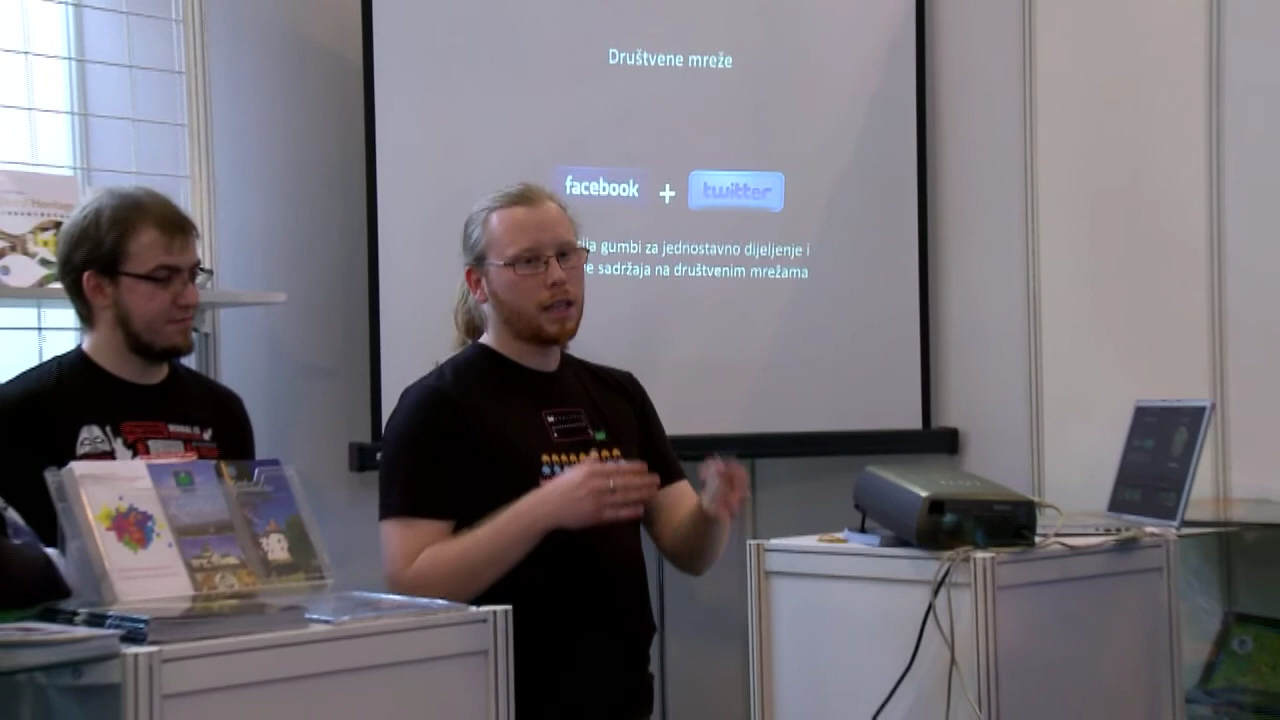 Društvene mreže
facebook + twitter
gumbi za jednostavno dijeljenje i
sadržaja na društvenim mrežama